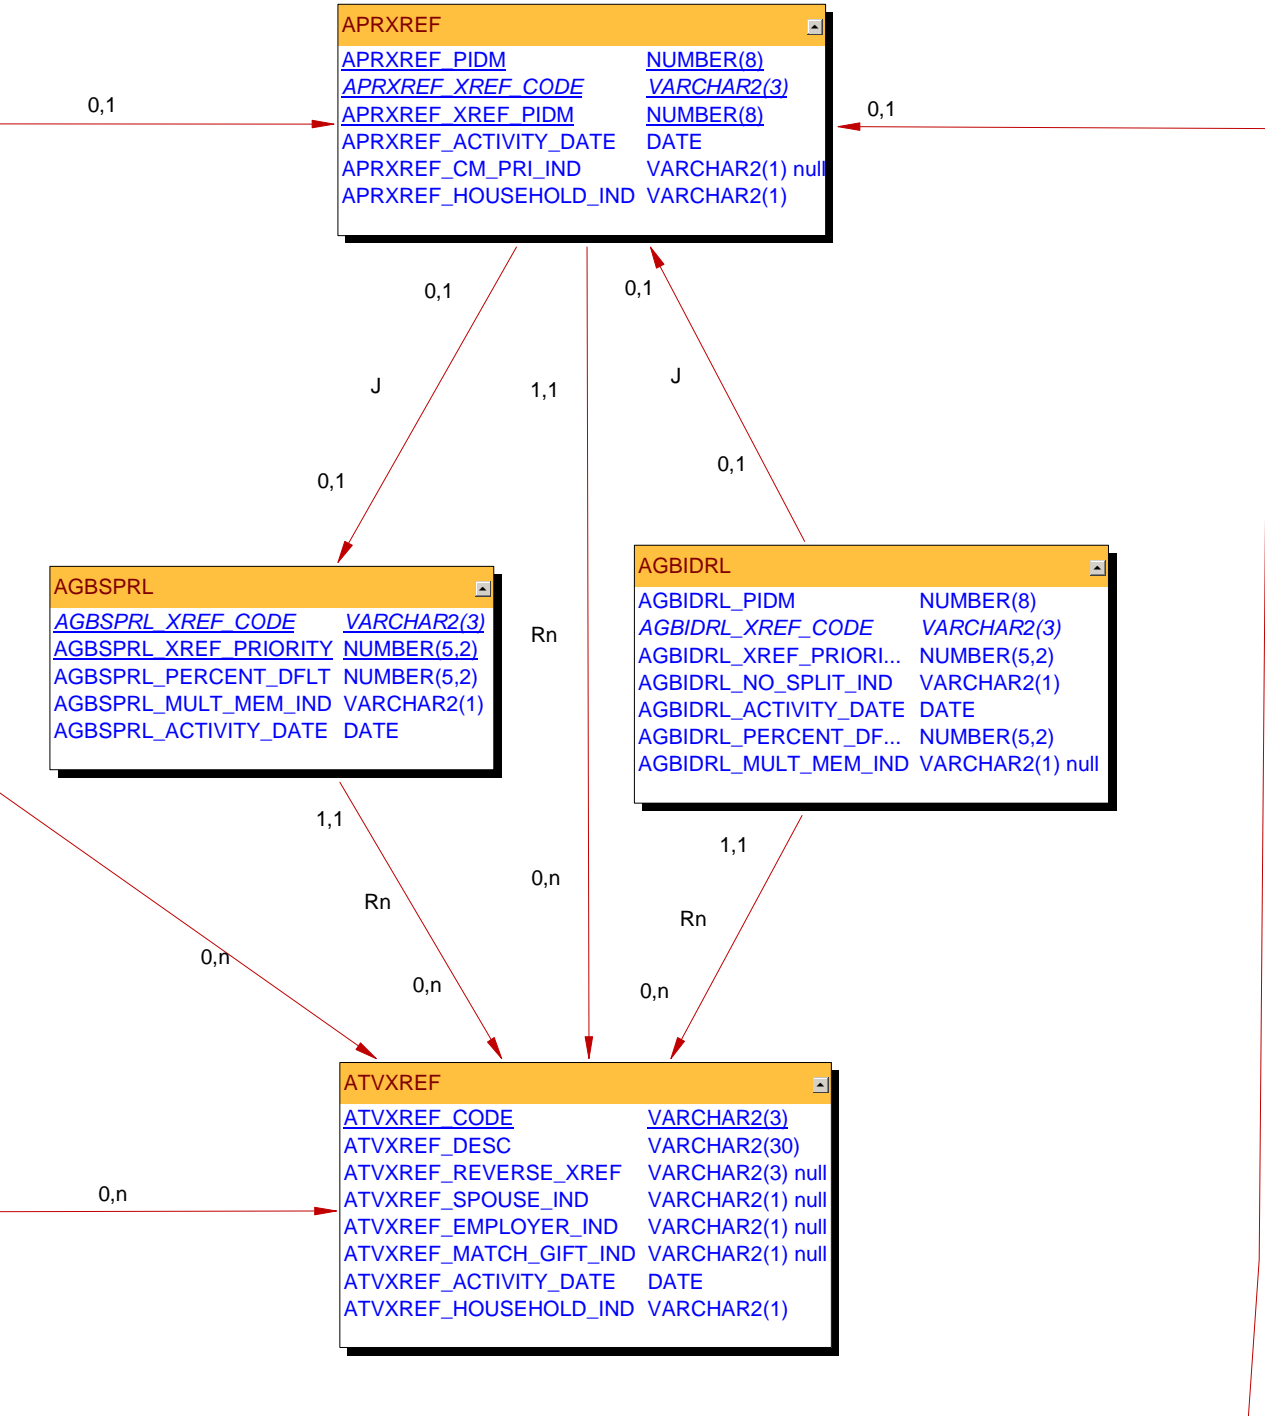 APRXREF
APRXREF_PIDM NUMBER(8)
APRXREF_XREF_CODE VARCHAR2(3)
APRXREF_XREF_PIDM NUMBER(8)
APRXREF_ACTIVITY_DATE DATE
APRXREF_CM_PRI_IND VARCHAR2(1) null
APRXREF_HOUSEHOLD_IND VARCHAR2(1)
0,1
0,1
0,1
0,1
J
1,1
J
0,1
0,1
Rn
AGBSPRL
AGBSPRL_XREF_CODE VARCHAR2(3)
AGBSPRL_XREF_PRIORITY NUMBER(5,2)
AGBSPRL_PERCENT_DFLT NUMBER(5,2)
AGBSPRL_MULT_MEM_IND VARCHAR2(1)
AGBSPRL_ACTIVITY_DATE DATE
AGBIDRL
AGBIDRL_PIDM NUMBER(8)
AGBIDRL_XREF_CODE VARCHAR2(3)
AGBIDRL_XREF_PRIORI... NUMBER(5,2)
AGBIDRL_NO_SPLIT_IND VARCHAR2(1)
AGBIDRL_ACTIVITY_DATE DATE
AGBIDRL_PERCENT_DF... NUMBER(5,2)
AGBIDRL_MULT_MEM_IND VARCHAR2(1) null
1,1
1,1
0,n
Rn
Rn
0,n
0,n
0,n
ATVXREF
ATVXREF_CODE VARCHAR2(3)
ATVXREF_DESC VARCHAR2(30)
ATVXREF_REVERSE_XREF VARCHAR2(3) null
ATVXREF_SPOUSE_IND VARCHAR2(1) null
ATVXREF_EMPLOYER_IND VARCHAR2(1) null
ATVXREF_MATCH_GIFT_IND VARCHAR2(1) null
ATVXREF_ACTIVITY_DATE DATE
ATVXREF_HOUSEHOLD_IND VARCHAR2(1)
0,n